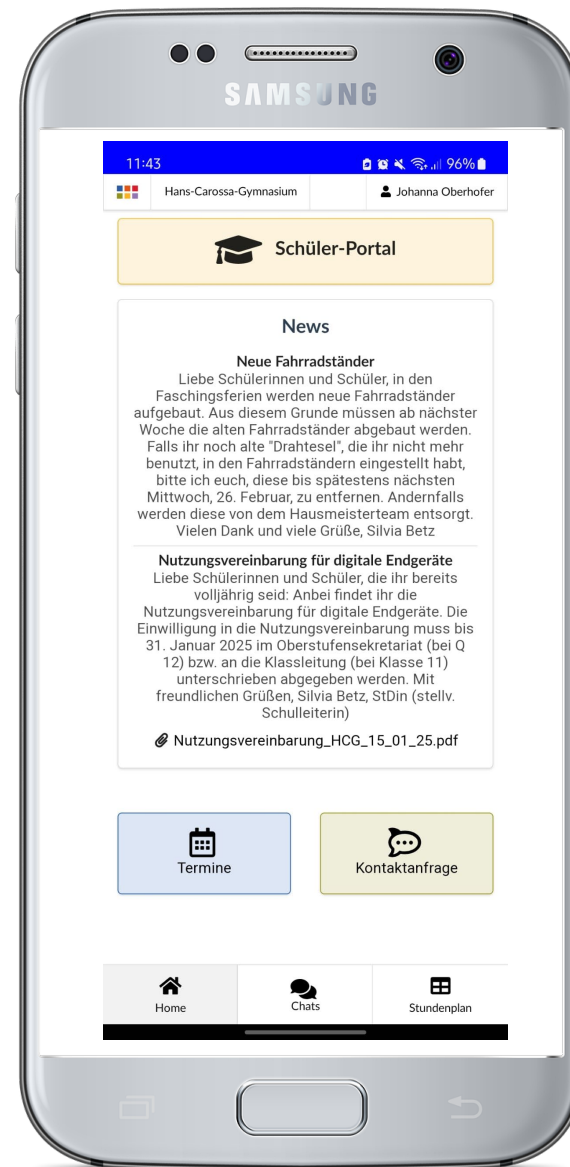 SAMSUNG
11:43
96%
Hans-Carossa-Gymnasium
Johanna Oberhofer
Schüler-Portal
News
Neue Fahrradständer
Liebe Schülerinnen und Schüler, in den
Faschingsferien werden neue Fahrradständer
aufgebaut. Aus diesem Grunde müssen ab nächster
Woche die alten Fahrradständer abgebaut werden.
Falls ihr noch alte "Drahtesel", die ihr nicht mehr
benutzt, in den Fahrradständern eingestellt habt,
bitte ich euch, diese bis spätestens nächsten
Mittwoch, 26. Februar, zu entfernen. Andernfalls
werden diese von dem Hausmeisterteam entsorgt.
Vielen Dank und viele Grüße, Silvia Betz
Nutzungsvereinbarung für digitale Endgeräte
Liebe Schülerinnen und Schüler, die ihr bereits
volljährig seid: Anbei findet ihr die
Nutzungsvereinbarung für digitale Endgeräte. Die
Einwilligung in die Nutzungsvereinbarung muss bis
31. Januar 2025 im Oberstufensekretariat (bei Q
12) bzw. an die Klassleitung (bei Klasse 11)
unterschrieben abgegeben werden. Mit
freundlichen Grüßen, Silvia Betz, StDin (stellv.
Schulleiterin)
Nutzungsvereinbarung_HCG_15_01_25.pdf
Termine
Kontaktanfrage
Home
Chats
Stundenplan